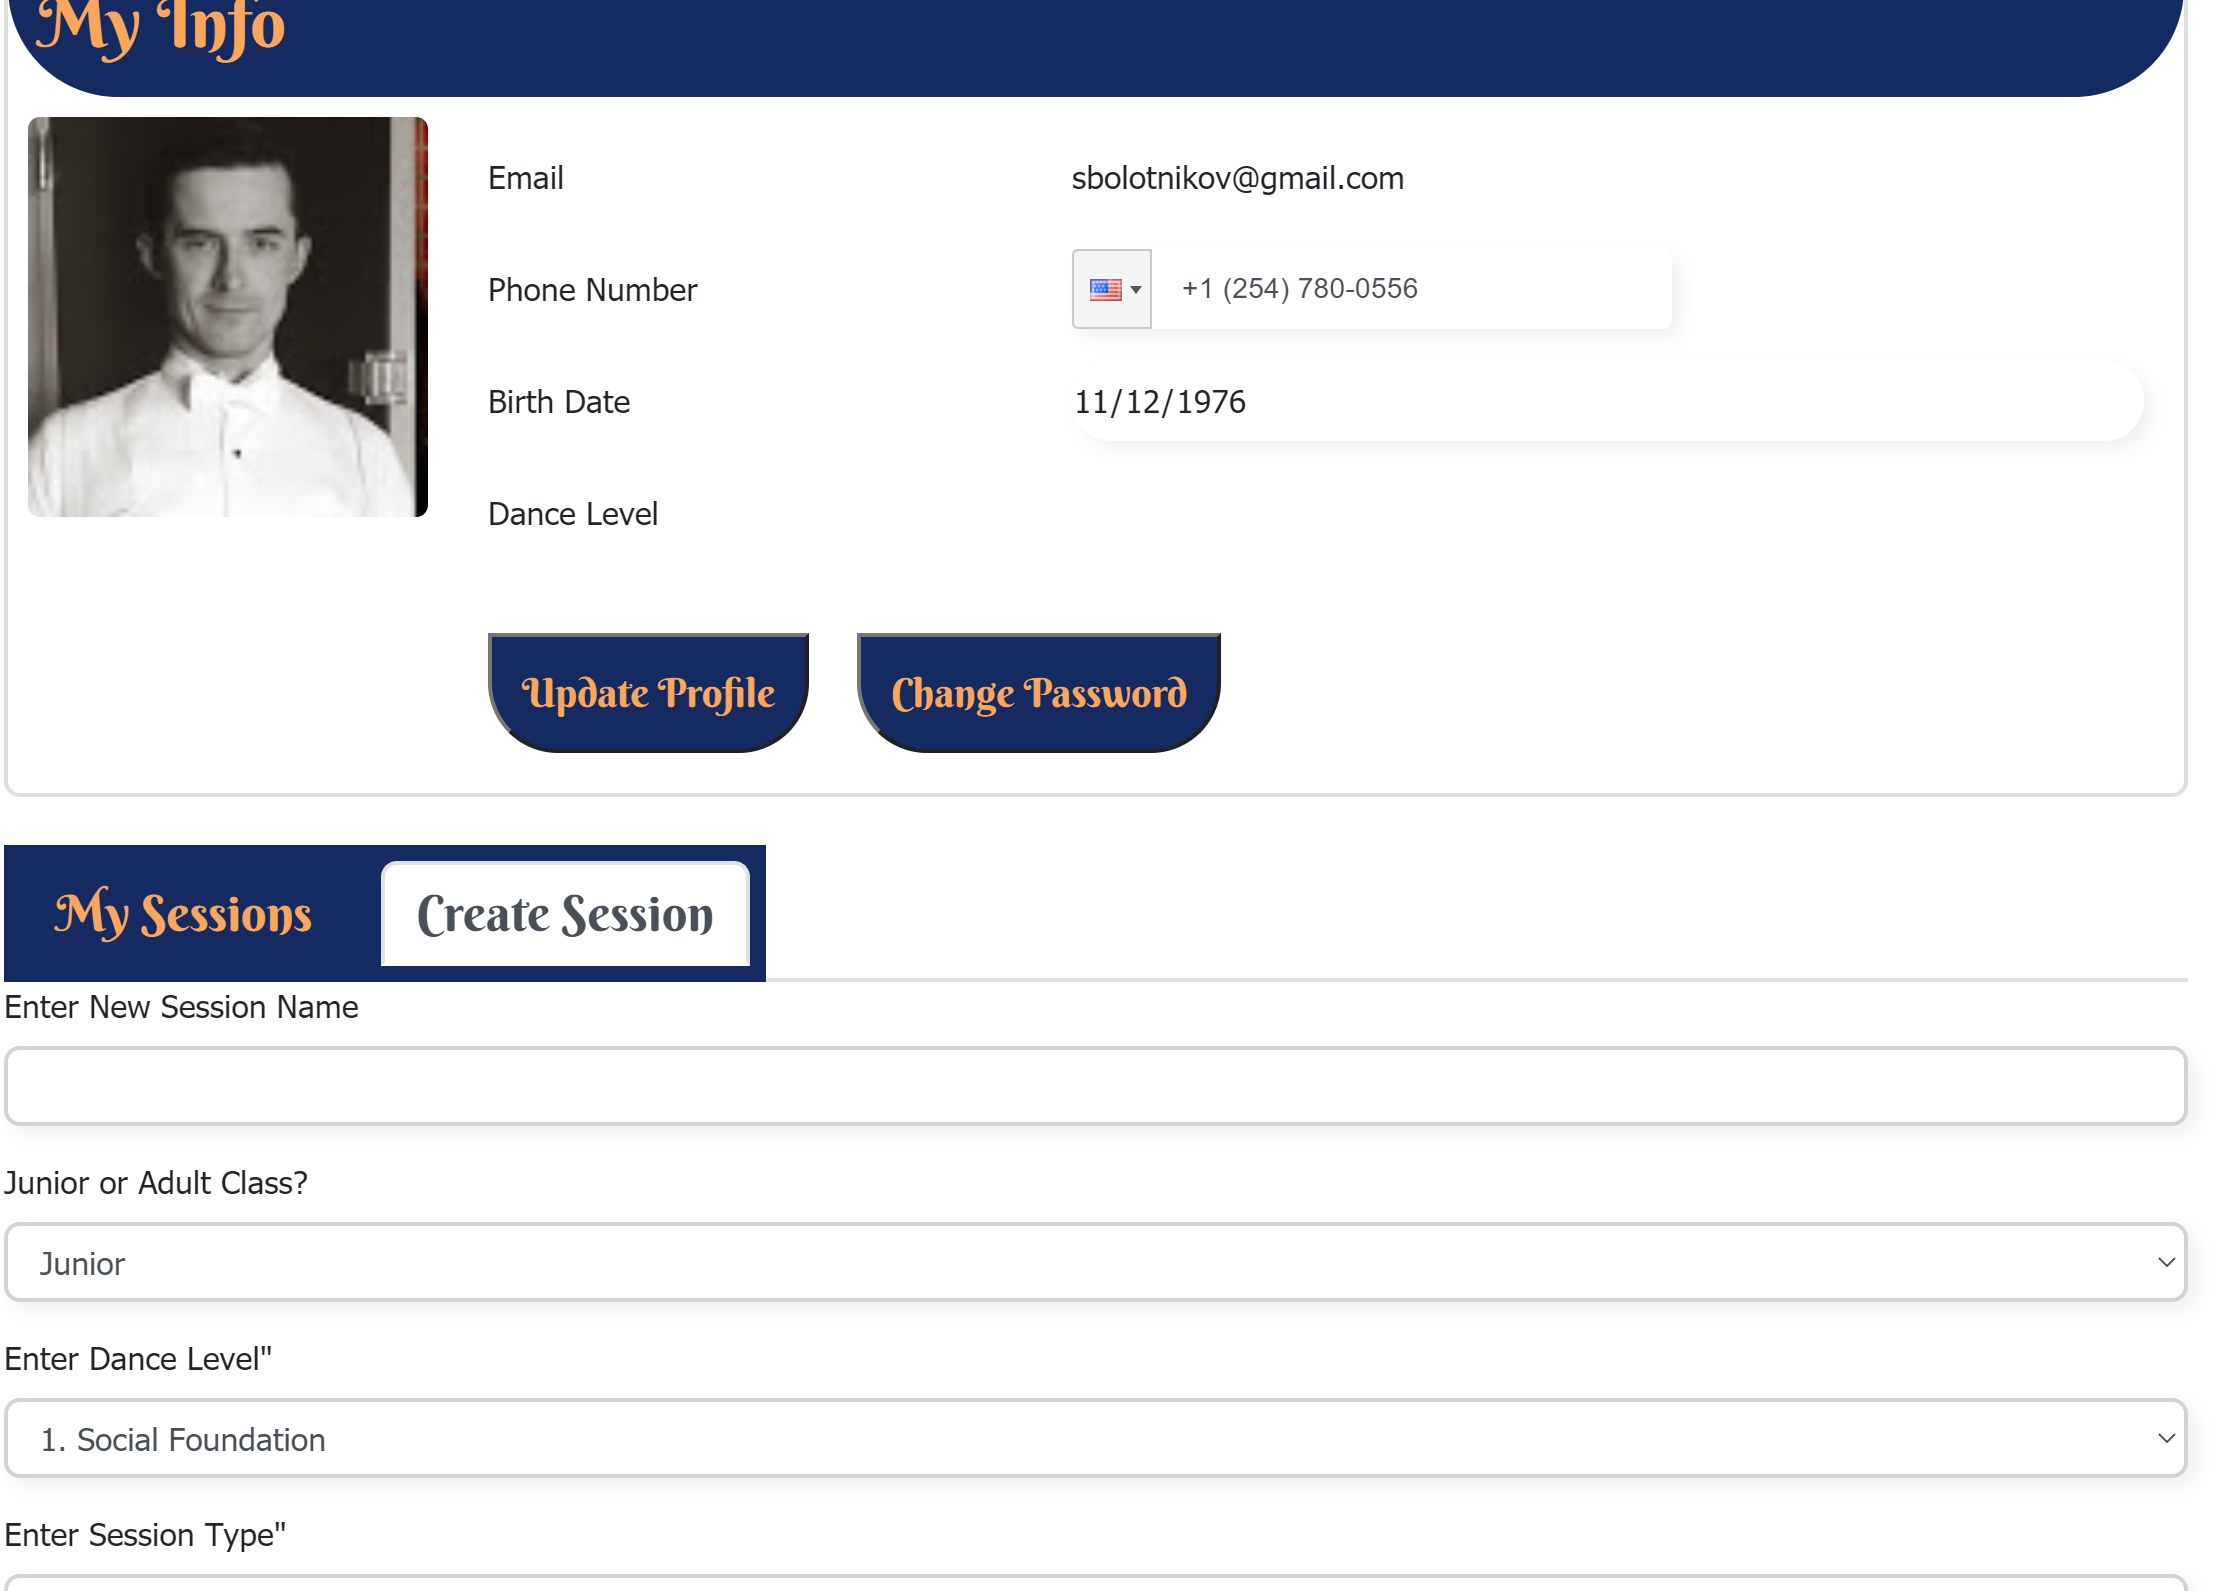 My Info
Email
sbolotnikov@gmail.com
Phone Number
+1 (254) 780-0556
Birth Date
11/12/1976
Dance Level
Update Profile
Change Password
My Sessions
Create Session
Enter New Session Name
Junior or Adult Class?
Junior
Enter Dance Level"
1. Social Foundation
Enter Session Type"